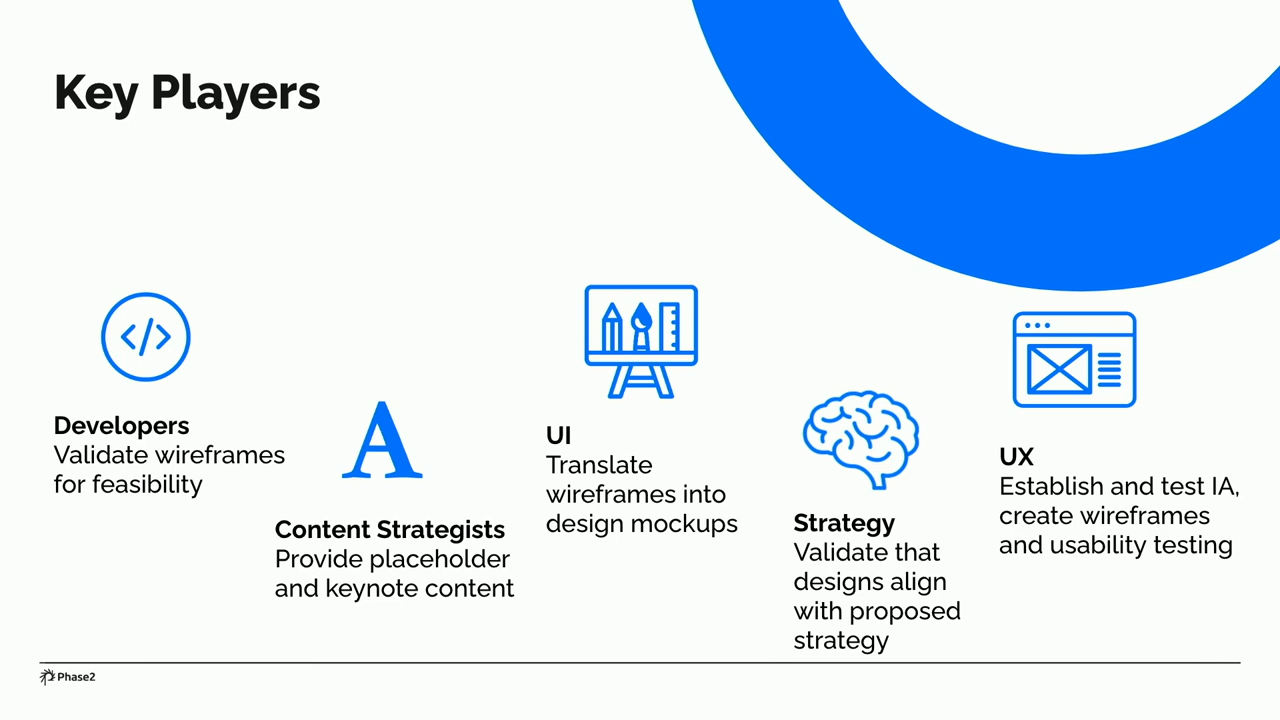 Key Players
Developers
Validate wireframes
for feasibility
A
Content Strategists
Provide placeholder
and keynote content
UI
Translate
wireframes into
design mockups
Strategy
Validate that
designs align
with proposed
strategy
UX
Establish and test IA,
create wireframes
and usability testing
Phase2